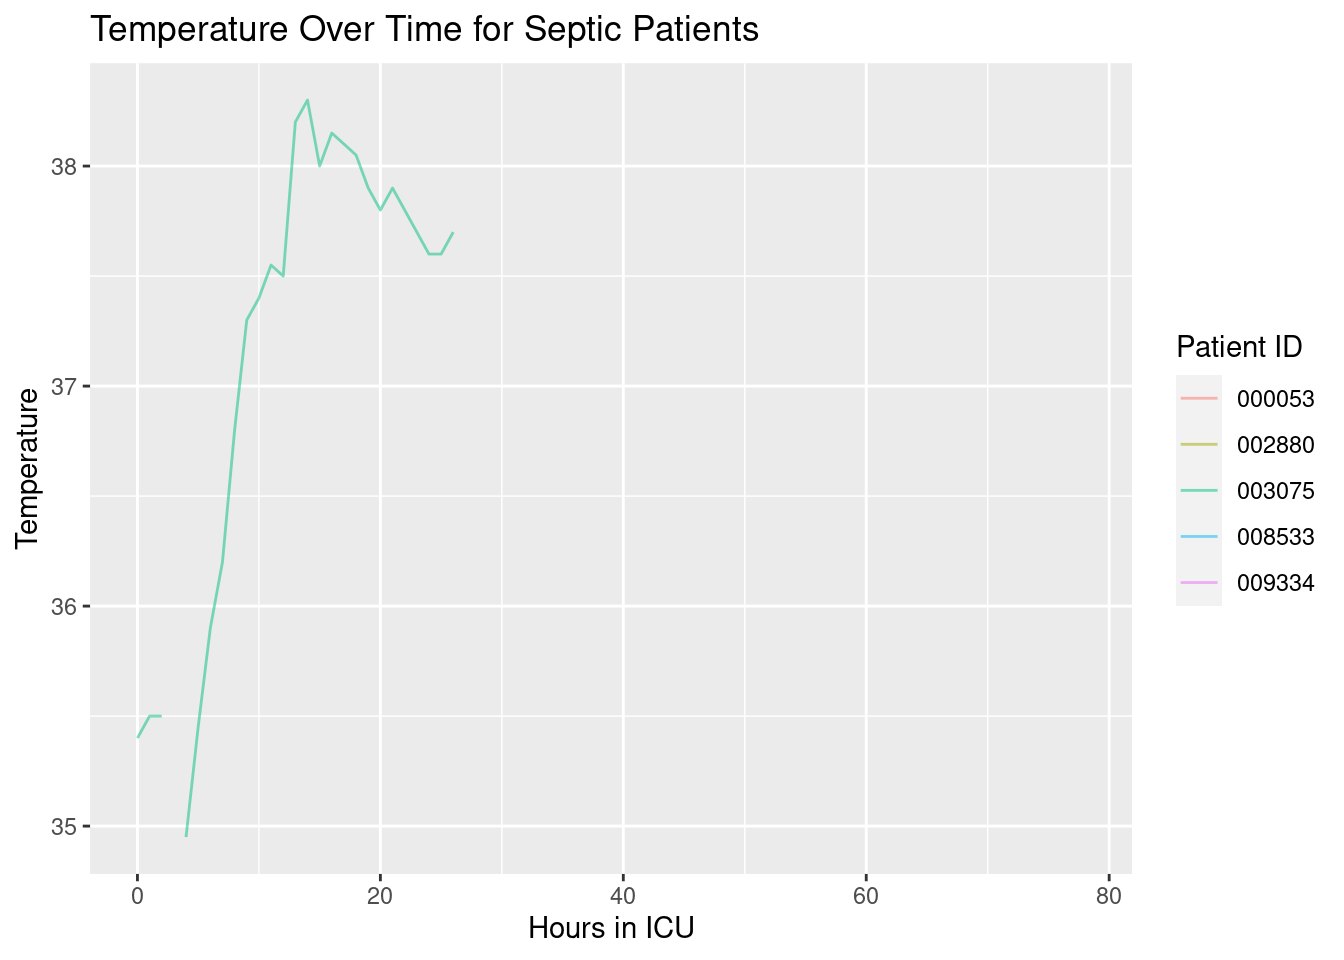 Temperature Over Time for Septic Patients
38
37
36
35
Temperature
0 20 40 60 80
Hours in ICU
Patient ID
000053
002880
003075
008533
009334